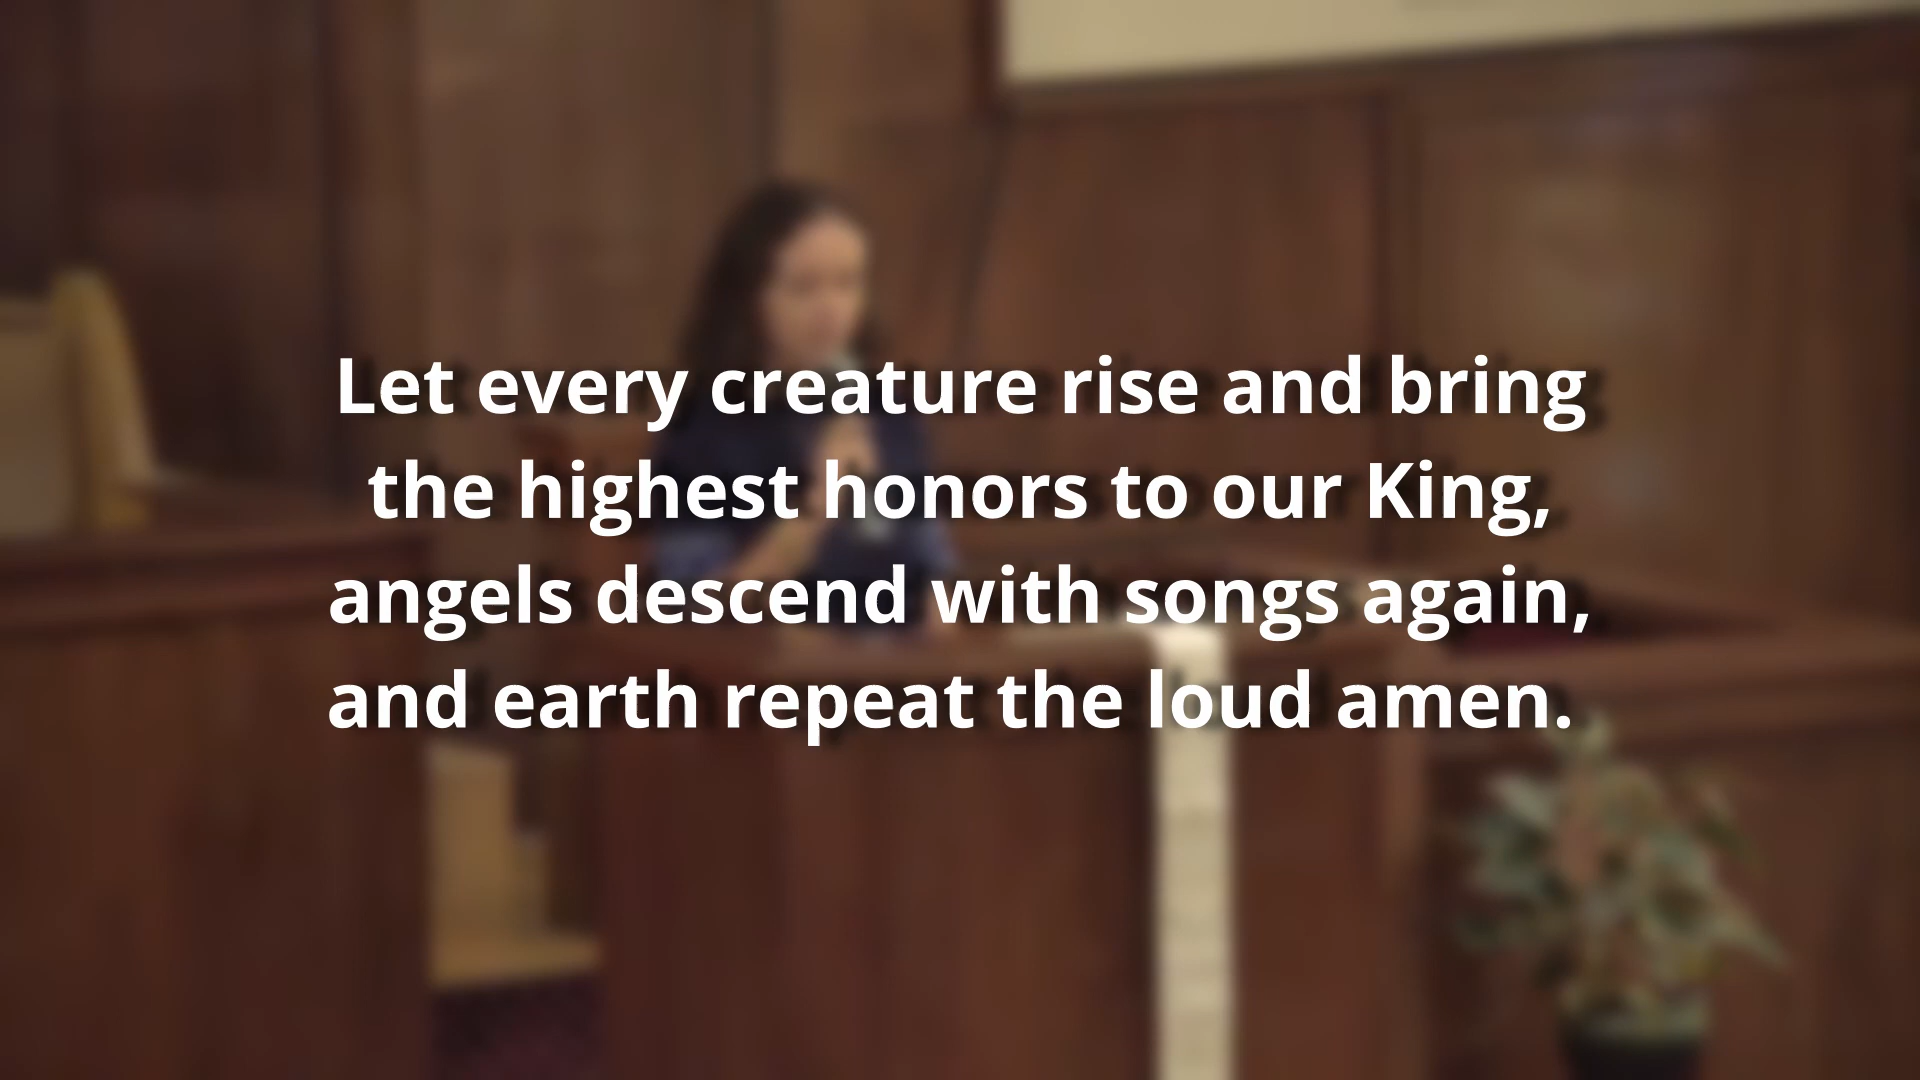 Let every creature rise and bring
the highest honors to our King,
angels descend with songs again,
and earth repeat the loud amen.